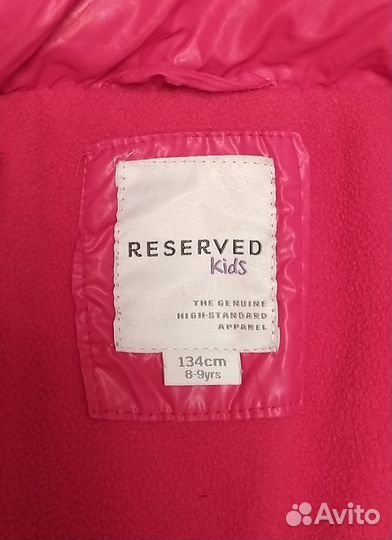 RESERVED
kids
THE GENUINE
HIGH-STANDARD
APPAREL
134cm
8-9yrs
Avito